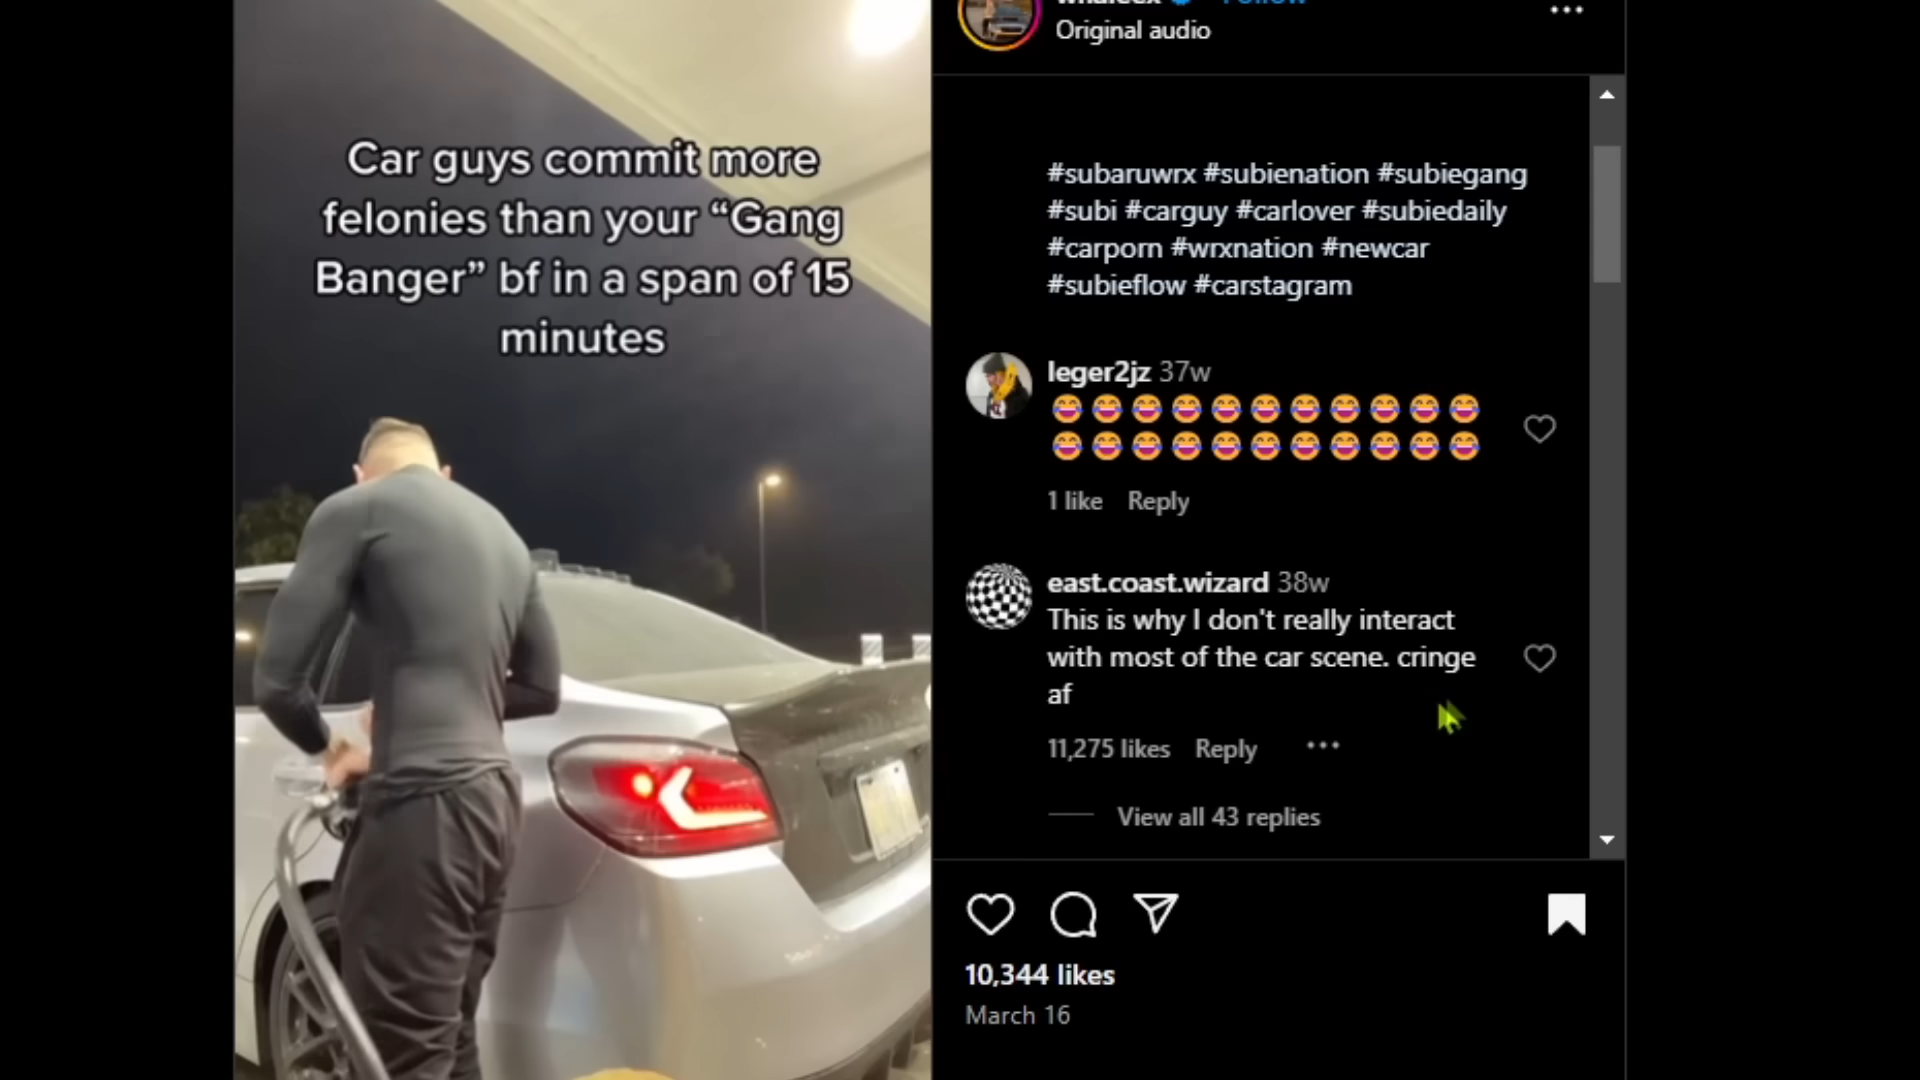 Car guys commit more
felonies than your “Gang
Banger” bf in a span of 15
minutes
Original audio
#subaruwrx #subienation #subiegang
#subi #carguy #carlover #subiedaily
#carporn #wrxnation #newcar
#subieflow #carstagram
leger2jz 37w
😂😂😂😂😂😂😂😂😂😂😂
😂😂😂😂😂😂😂😂😂😂😂
1 like Reply
east.coast.wizard 38w
This is why I don't really interact
with most of the car scene. cringe
af
11,275 likes Reply
View all 43 replies
10,344 likes
March 16